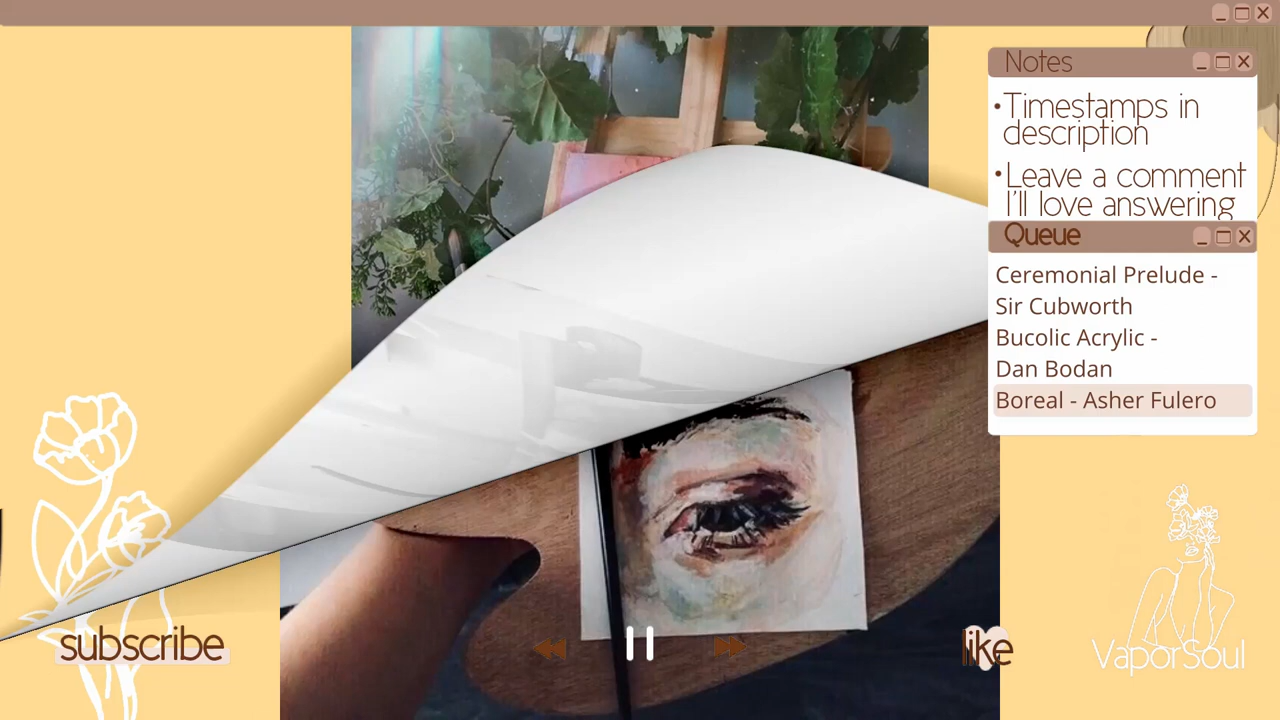 Notes
•Timestamps in
description
•Leave a comment
I'll love answering
Queue
Ceremonial Prelude -
Sir Cubworth
Bucolic Acrylic -
Dan Bodan
Boreal - Asher Fulero
subscribe
like
VaporSoul